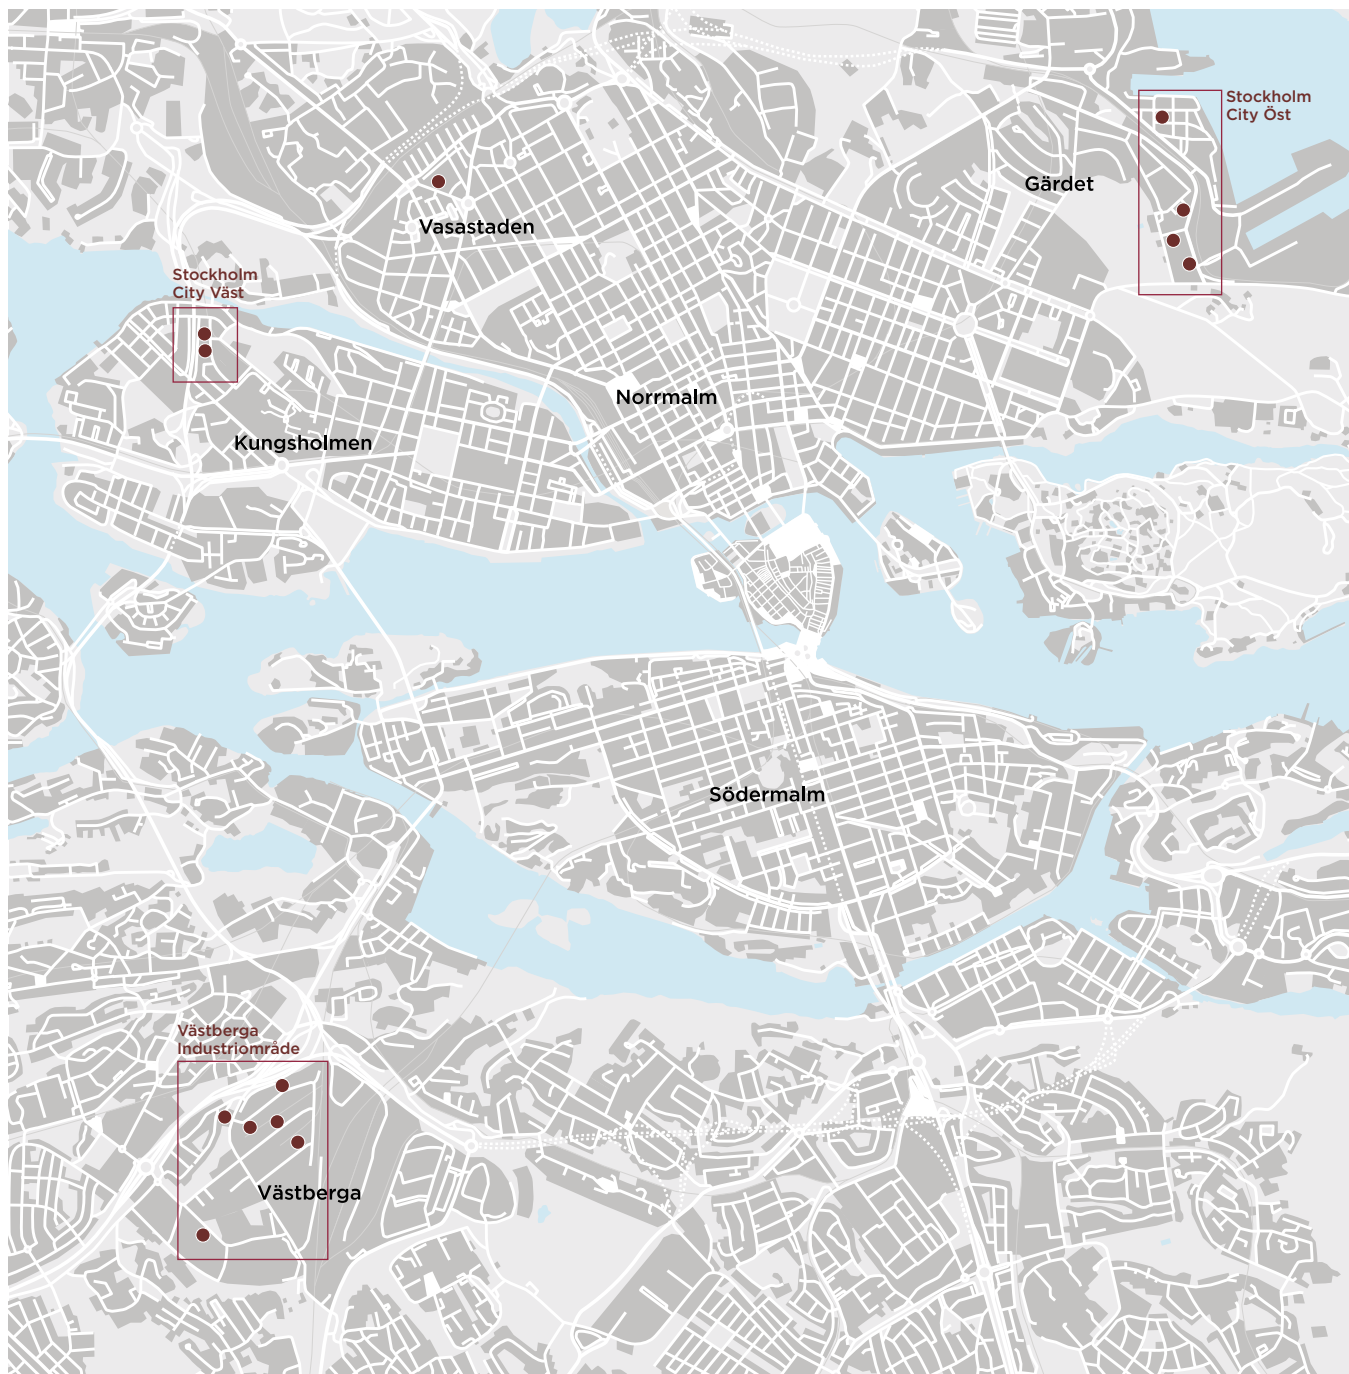 Stockholm
City Öst
Gärdet
Vasastaden
Stockholm
City Väst
Norrmalm
Kungsholmen
Södermalm
Västberga
Industriområde
Västberga